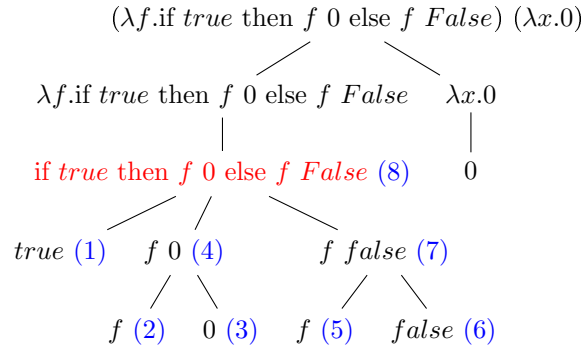 (λf.if true then f 0 else f False) (λx.0)
λf.if true then f 0 else f False λx.0
if true then f 0 else f False (8) 0
true (1) f 0 (4) f false (7)
f (2) 0 (3) f (5) false (6)